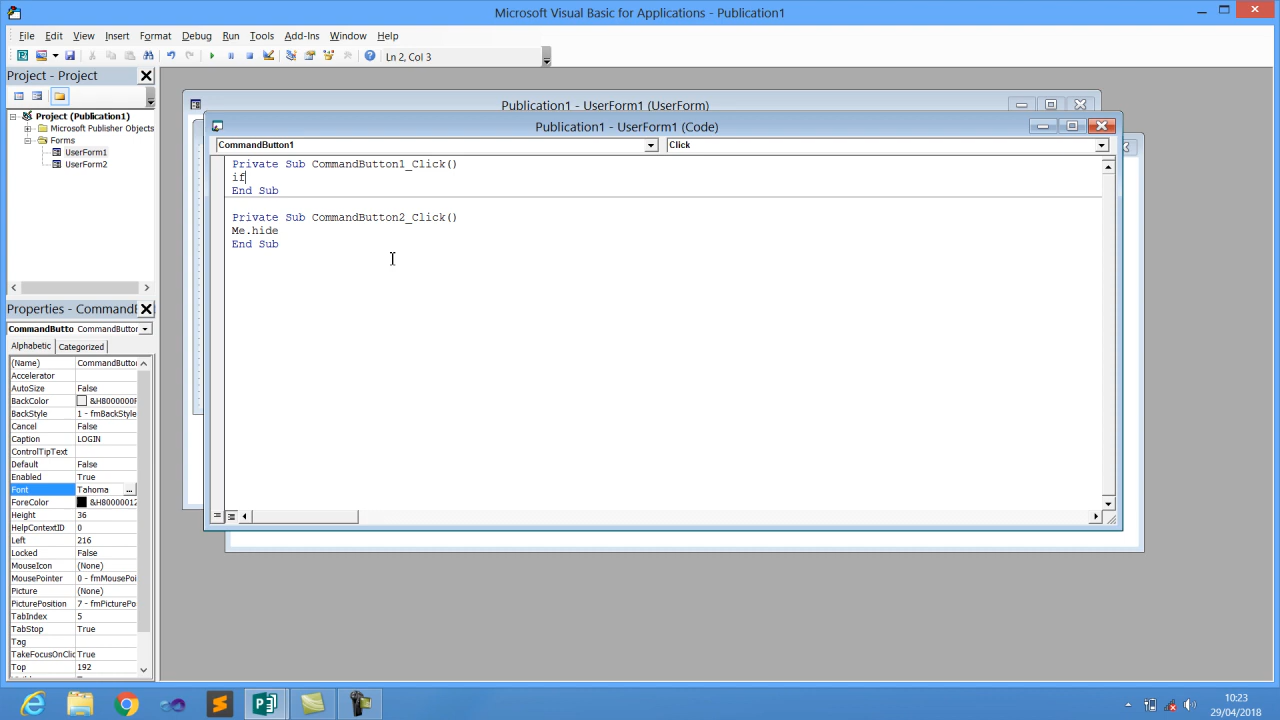 Microsoft Visual Basic for Applications - Publication1
File Edit View Insert Format Debug Run Tools Add-Ins Window Help
Ln 2, Col 3
Project - Project
Project (Publication1)
Microsoft Publisher Objects
Forms
UserForm1
UserForm2
Publication1 - UserForm1 (UserForm)
Publication1 - UserForm1 (Code)
CommandButton1 Click
Private Sub CommandButton1_Click()
if
End Sub
Private Sub CommandButton2_Click()
Me.hide
End Sub
Properties - CommandB
CommandButto CommandButton
Alphabetic Categorized
(Name) CommandButton
Accelerator
AutoSize False
BackColor &H8000000F
BackStyle 1 - fmBackStyle
Cancel False
Caption LOGIN
ControlTipText
Default False
Enabled True
Font Tahoma ...
ForeColor &H80000012
Height 36
HelpContextID 0
Left 216
Locked False
MouseIcon (None)
MousePointer 0 - fmMousePoi
Picture (None)
PicturePosition 7 - fmPicturePo
TabIndex 5
TabStop True
Tag
TakeFocusOnClic True
Top 192
10:23
29/04/2018